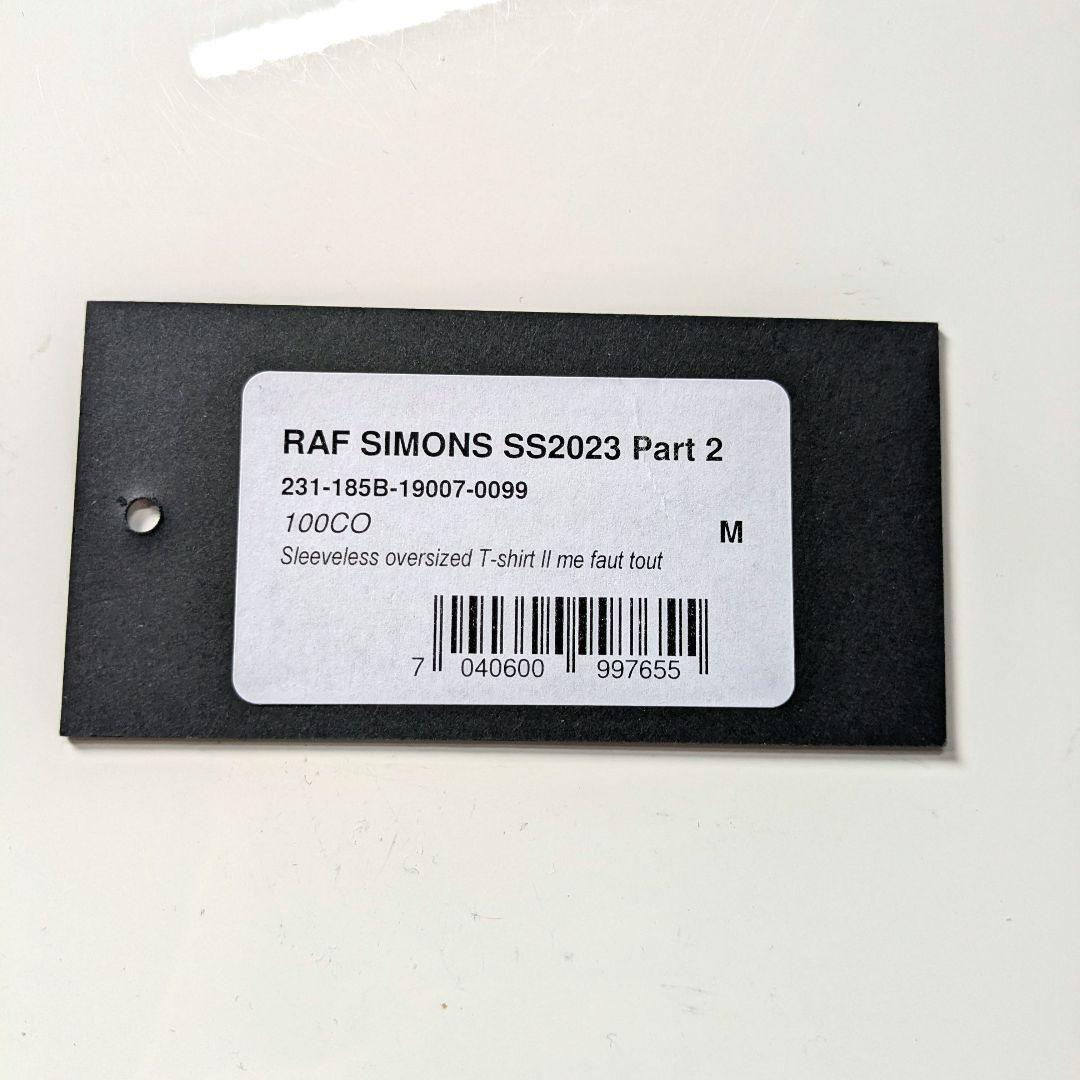 RAF SIMONS SS2023 Part 2
231-185B-19007-0099
100CO
M
Sleeveless oversized T-shirt Il me faut tout
7 040600 997655